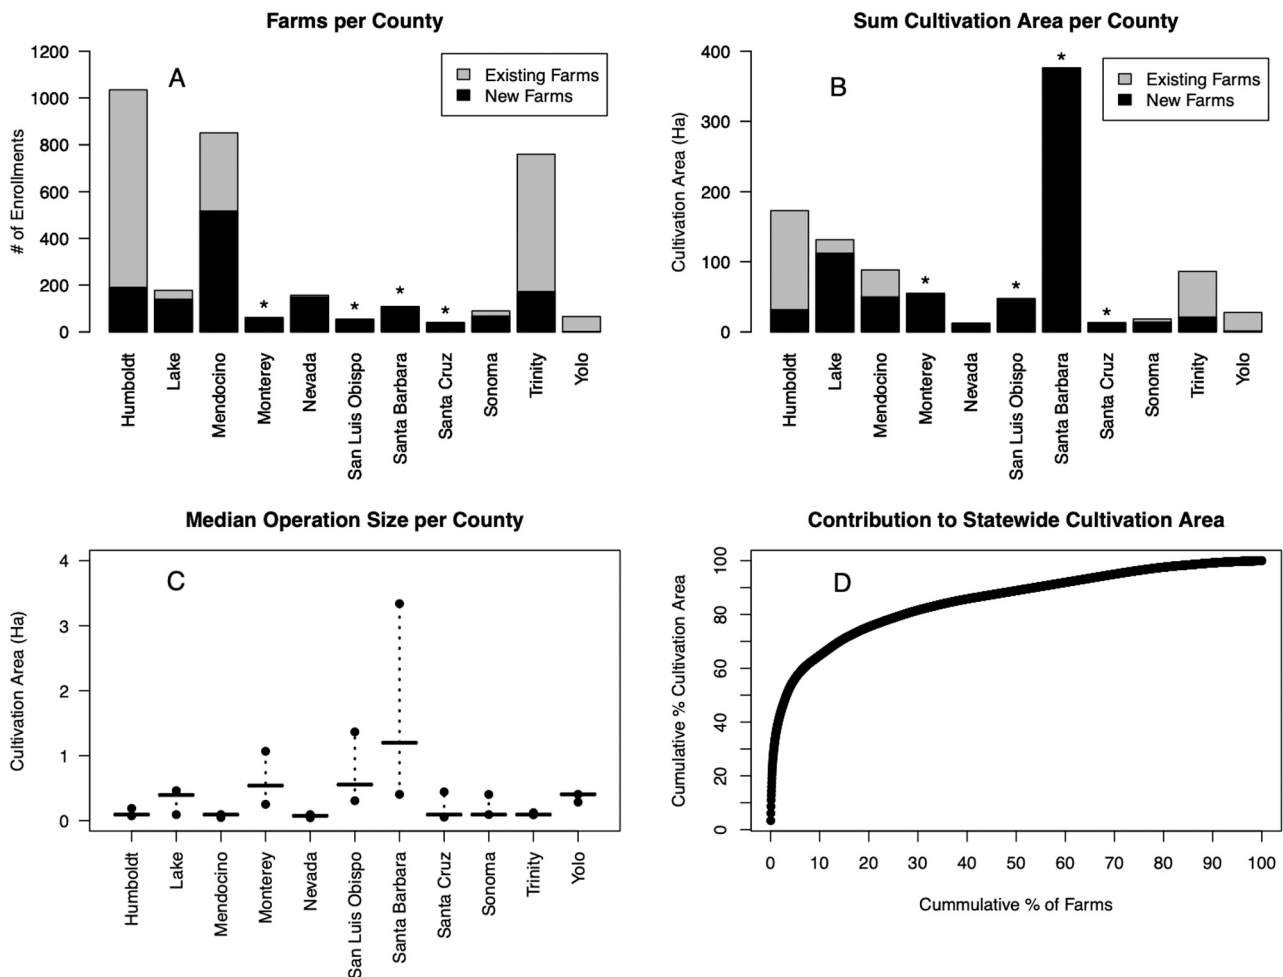 Farms per County
A
Existing Farms
New Farms
# of Enrollments
1200
1000
800
600
400
200
0
*
*
*
*
Humboldt
Lake
Mendocino
Monterey
Nevada
San Luis Obispo
Santa Barbara
Santa Cruz
Sonoma
Trinity
Yolo
Sum Cultivation Area per County
B
Existing Farms
New Farms
Cultivation Area (Ha)
400
300
200
100
0
*
*
*
*
Humboldt
Lake
Mendocino
Monterey
Nevada
San Luis Obispo
Santa Barbara
Santa Cruz
Sonoma
Trinity
Yolo
Median Operation Size per County
C
Cultivation Area (Ha)
4
3
2
1
0
Humboldt
Lake
Mendocino
Monterey
Nevada
San Luis Obispo
Santa Barbara
Santa Cruz
Sonoma
Trinity
Yolo
Contribution to Statewide Cultivation Area
D
Cumulative % Cultivation Area
100
80
60
40
20
0
0 10 20 30 40 50 60 70 80 90 100
Cummulative % of Farms